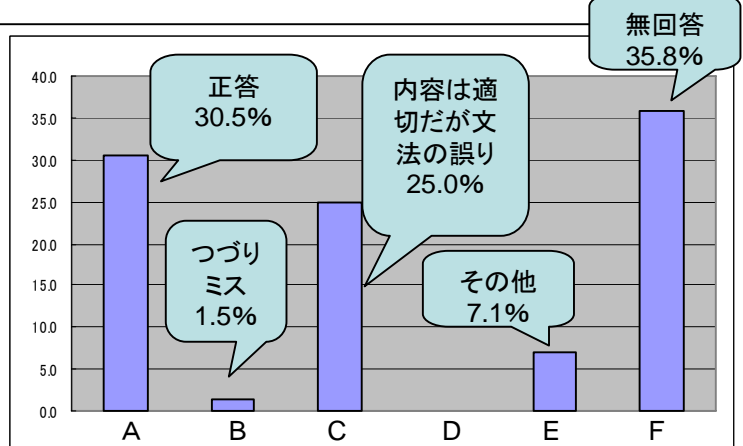 無回答
35.8%
正答
30.5%
内容は適
切だが文
法の誤り
25.0%
つづり
ミス
1.5%
その他
7.1%
40.0
35.0
30.0
25.0
20.0
15.0
10.0
5.0
0.0
A B C D E F